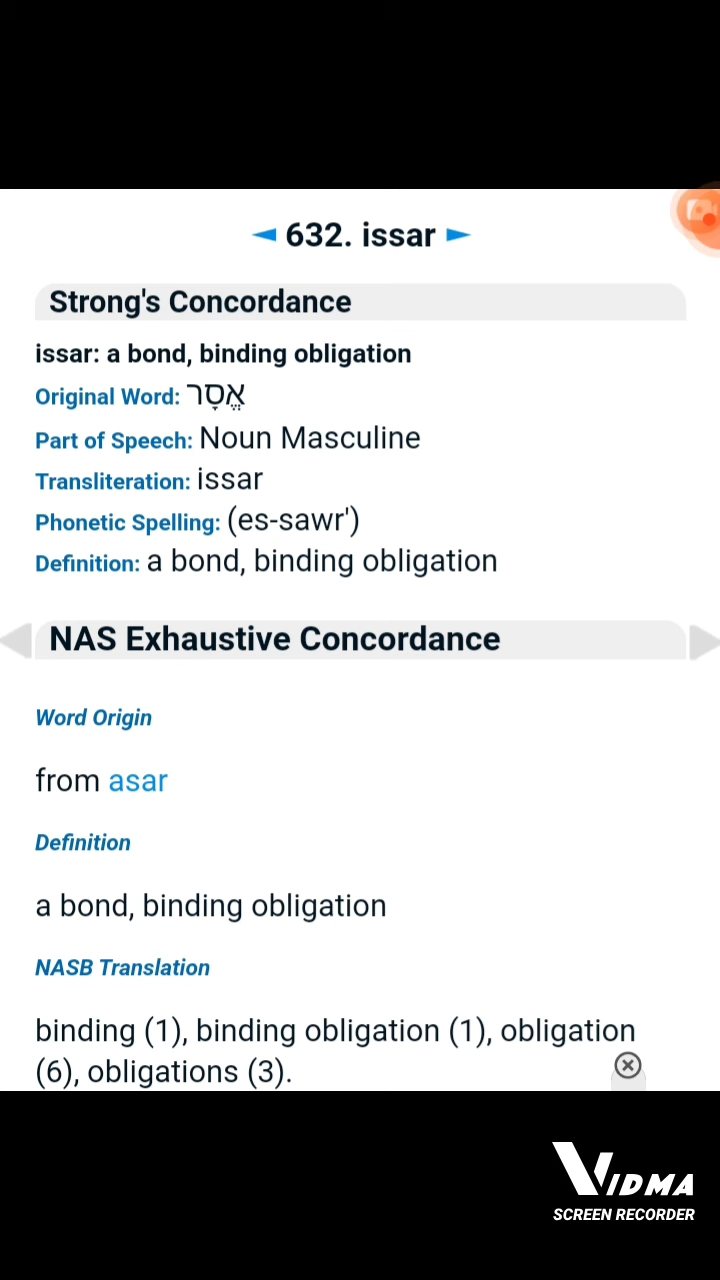 ◄ 632. issar ►
Strong's Concordance
issar: a bond, binding obligation
Original Word: אֱסָר
Part of Speech: Noun Masculine
Transliteration: issar
Phonetic Spelling: (es-sawr')
Definition: a bond, binding obligation
NAS Exhaustive Concordance
Word Origin
from asar
Definition
a bond, binding obligation
NASB Translation
binding (1), binding obligation (1), obligation
(6), obligations (3).
VIDMA
SCREEN RECORDER